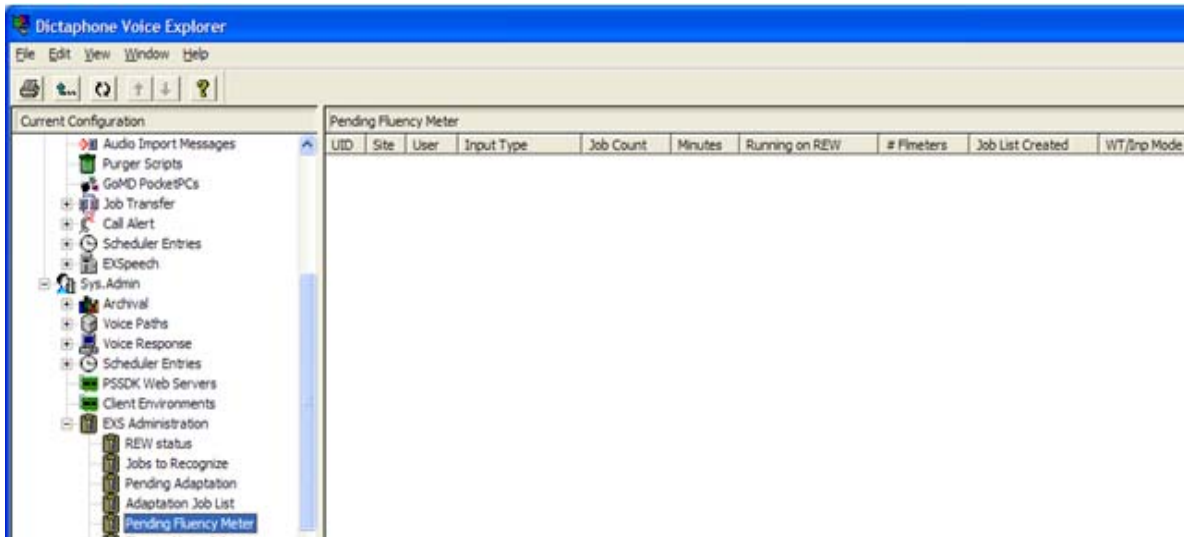 Dictaphone Voice Explorer
File Edit View Window Help
Current Configuration
Audio Import Messages
Purger Scripts
GoMD PocketPCs
Job Transfer
Call Alert
Scheduler Entries
EXSpeech
Sys.Admin
Archival
Voice Paths
Voice Response
Scheduler Entries
PSSDK Web Servers
Client Environments
EXS Administration
REW status
Jobs to Recognize
Pending Adaptation
Adaptation Job List
Pending Fluency Meter
Pending Fluency Meter
UID Site User Input Type Job Count Minutes Running on REW # Flmeters Job List Created WT/Inp Mode